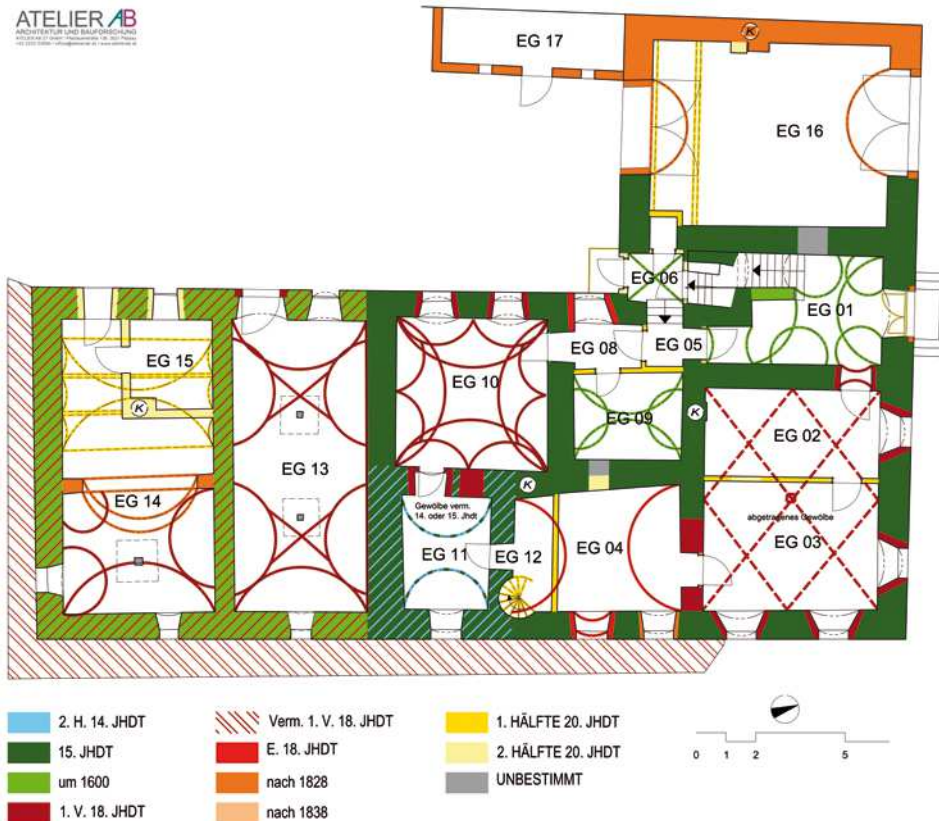 ATELIER AB
ARCHITEKTUR UND BAUFORSCHUNG
EG 17
K
EG 16
EG 06
EG 01
EG 15
EG 08
EG 05
EG 10
K
EG 09
K
EG 02
EG 13
EG 14
K
Gewölbe verm.
14. oder 15. Jhdt
abgetragenes Gewölbe
EG 11
EG 12
EG 04
EG 03
2. H. 14. JHDT
15. JHDT
um 1600
1. V. 18. JHDT
Verm. 1. V. 18. JHDT
E. 18. JHDT
nach 1828
nach 1838
1. HÄLFTE 20. JHDT
2. HÄLFTE 20. JHDT
UNBESTIMMT
0 1 2 5